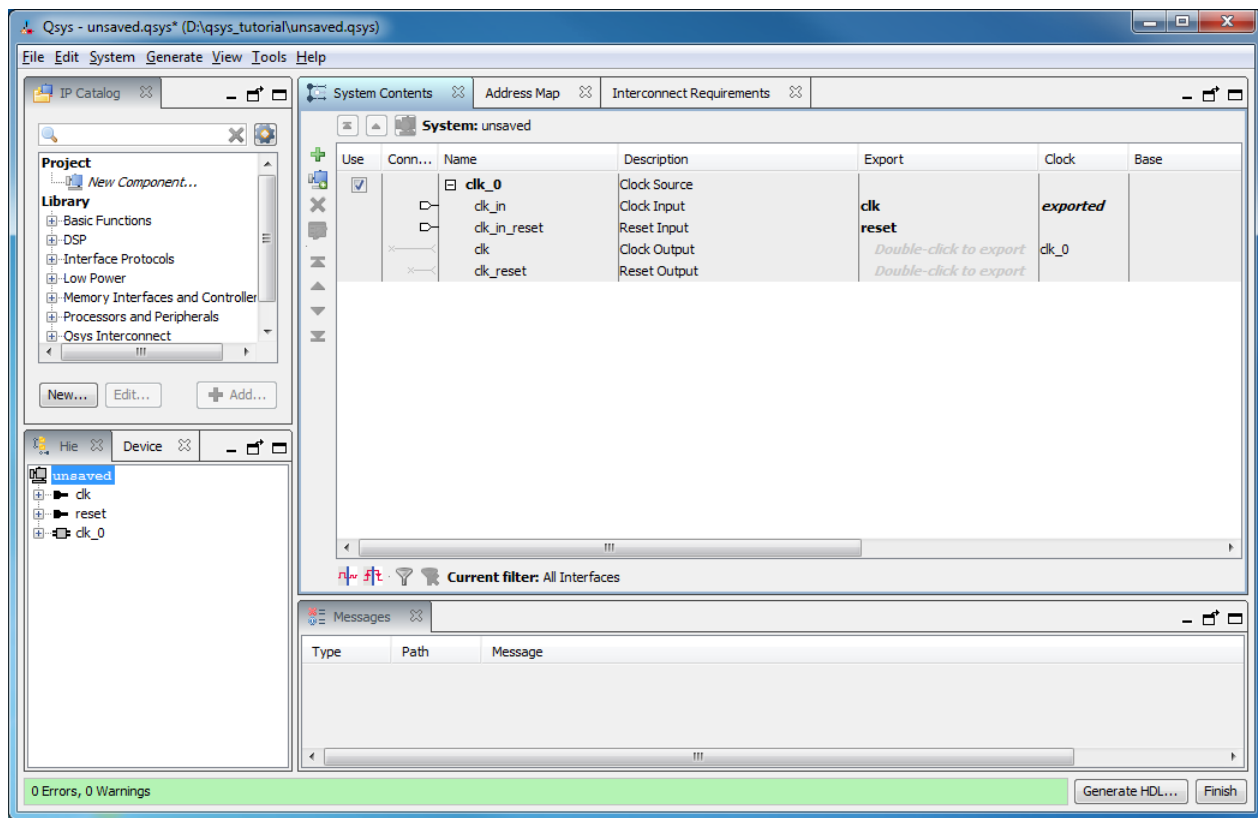 Qsys - unsaved.qsys* (D:\qsys_tutorial\unsaved.qsys)
File Edit System Generate View Tools Help
IP Catalog
Project
New Component...
Library
Basic Functions
DSP
Interface Protocols
Low Power
Memory Interfaces and Controller
Processors and Peripherals
Qsys Interconnect
New... Edit... Add...
Hie Device
unsaved
clk
reset
clk_0
System Contents Address Map Interconnect Requirements
System: unsaved
Use Conn... Name Description Export Clock Base
clk_0 Clock Source
clk_in Clock Input clk exported
clk_in_reset Reset Input reset
clk Clock Output Double-click to export clk_0
clk_reset Reset Output Double-click to export
Current filter: All Interfaces
Messages
Type Path Message
0 Errors, 0 Warnings
Generate HDL... Finish